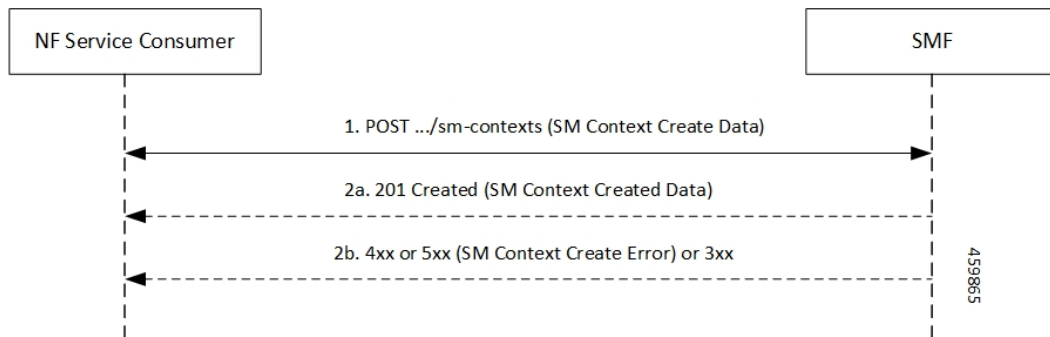 NF Service Consumer
SMF
1. POST .../sm-contexts (SM Context Create Data)
2a. 201 Created (SM Context Created Data)
2b. 4xx or 5xx (SM Context Create Error) or 3xx
459865